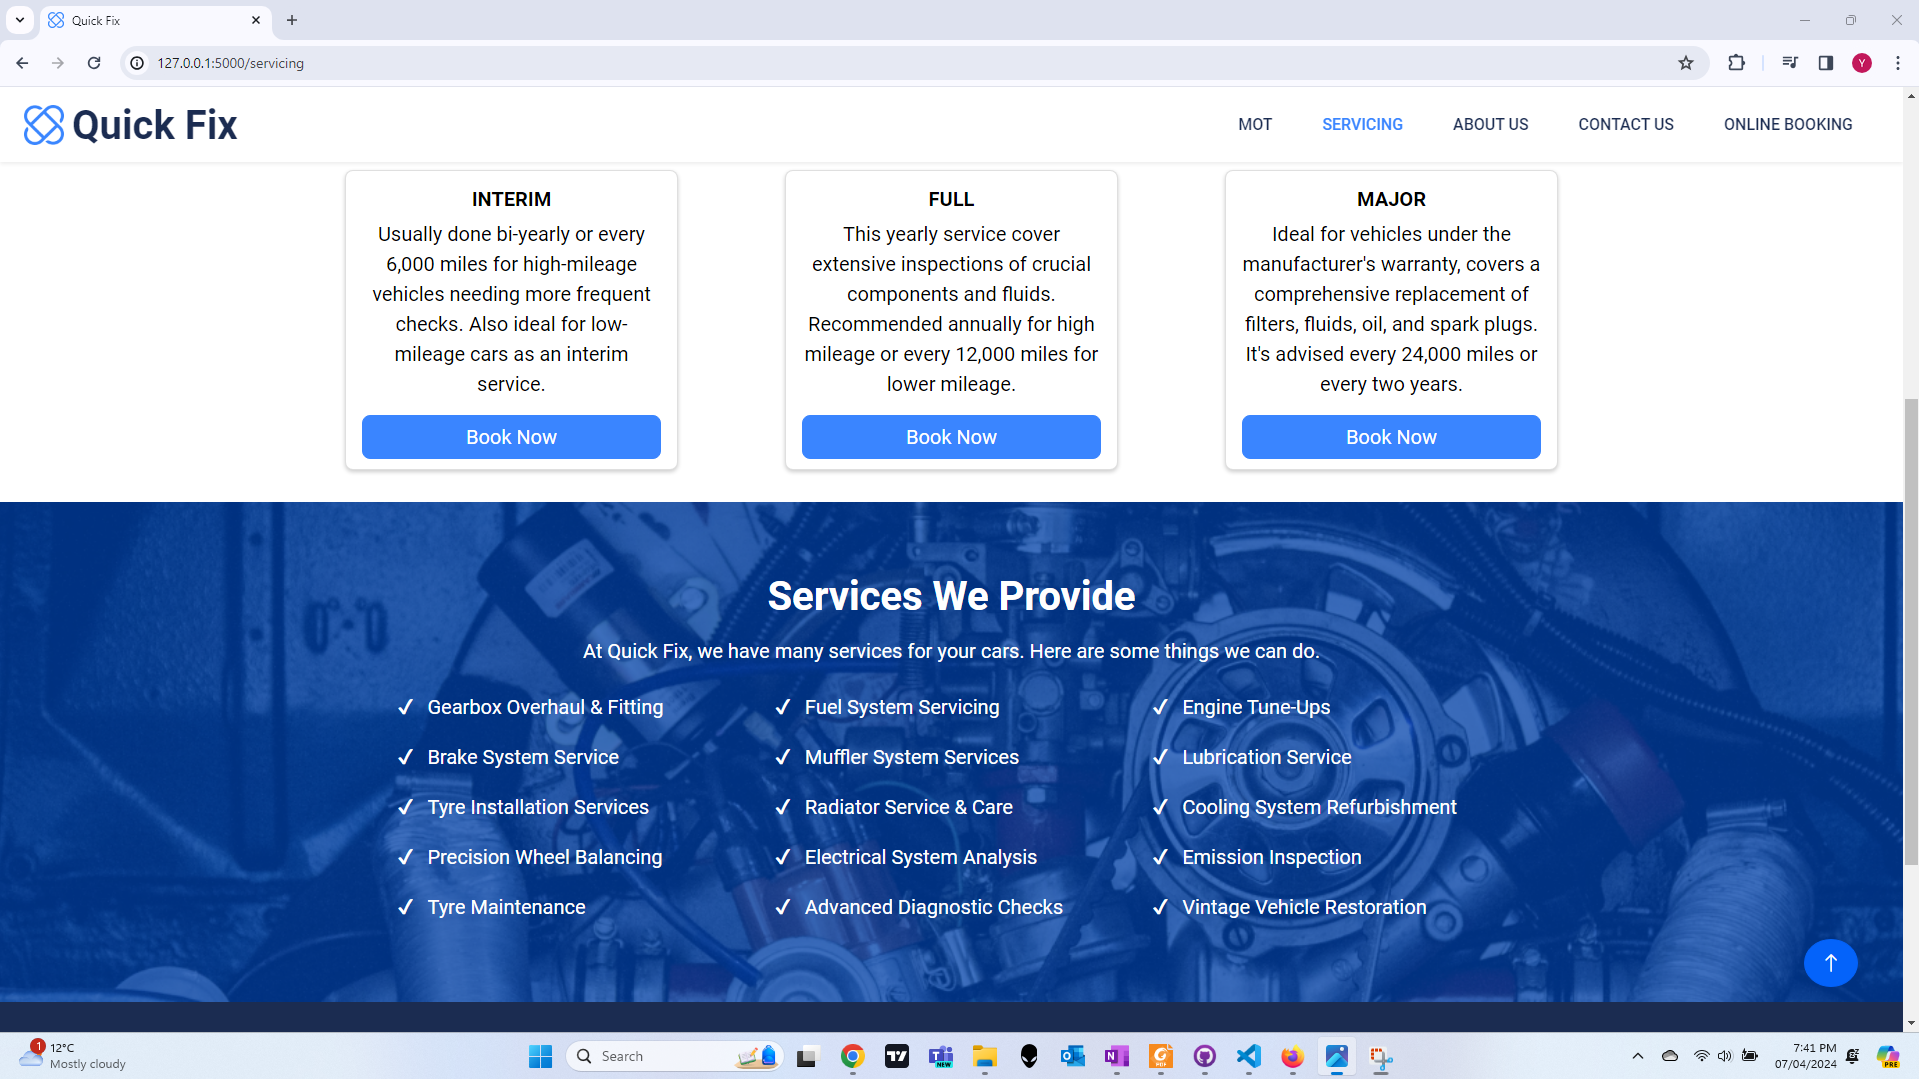 Quick Fix
127.0.0.1:5000/servicing
Y
Quick Fix
MOT
SERVICING
ABOUT US
CONTACT US
ONLINE BOOKING
INTERIM
Usually done bi-yearly or every
6,000 miles for high-mileage
vehicles needing more frequent
checks. Also ideal for low-
mileage cars as an interim
service.
Book Now
FULL
This yearly service cover
extensive inspections of crucial
components and fluids.
Recommended annually for high
mileage or every 12,000 miles for
lower mileage.
Book Now
MAJOR
Ideal for vehicles under the
manufacturer's warranty, covers a
comprehensive replacement of
filters, fluids, oil, and spark plugs.
It's advised every 24,000 miles or
every two years.
Book Now
Services We Provide
At Quick Fix, we have many services for your cars. Here are some things we can do.
Gearbox Overhaul & Fitting
Fuel System Servicing
Engine Tune-Ups
Brake System Service
Muffler System Services
Lubrication Service
Tyre Installation Services
Radiator Service & Care
Cooling System Refurbishment
Precision Wheel Balancing
Electrical System Analysis
Emission Inspection
Tyre Maintenance
Advanced Diagnostic Checks
Vintage Vehicle Restoration
1
12°C
Mostly cloudy
Search
NEW
PDF
7:41 PM
07/04/2024
PRE